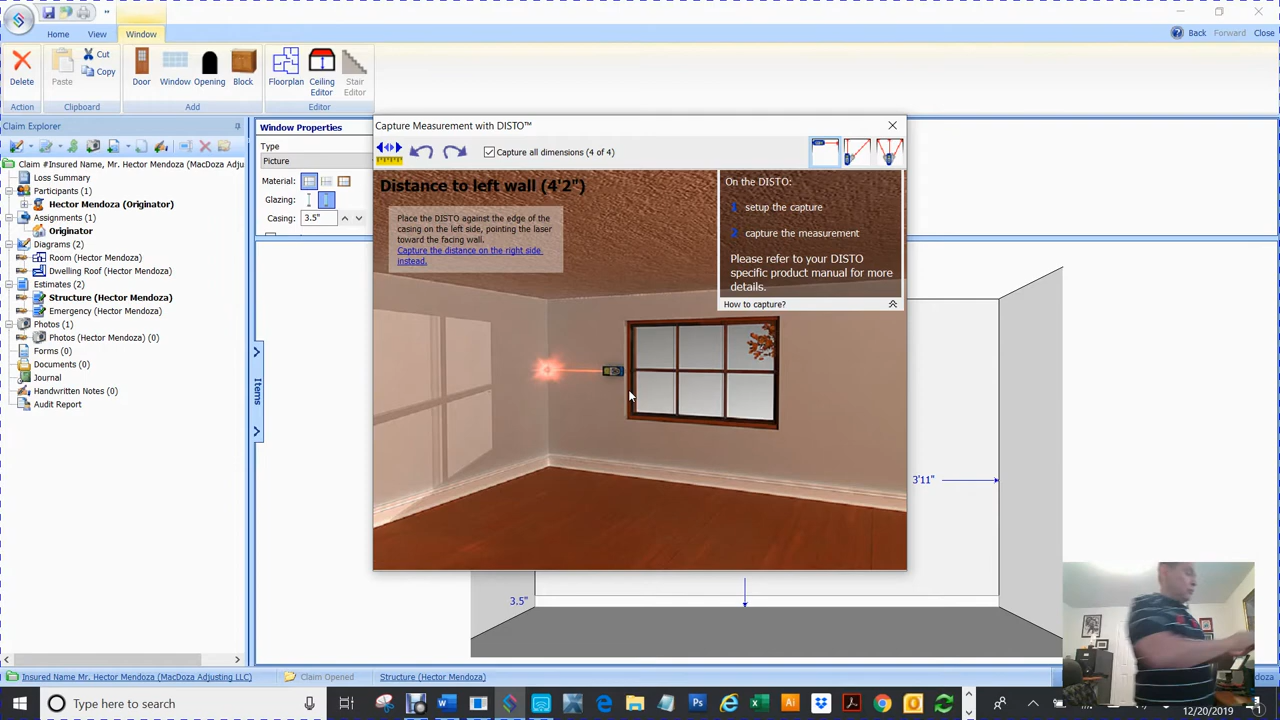 Home View Window
Back Forward Close
Delete
Paste
Cut
Copy
Door Window Opening Block
Floorplan
Ceiling Editor
Stair Editor
Action Clipboard Add Editor
Claim Explorer
Claim #Insured Name, Mr. Hector Mendoza (MacDoza Adjusti
Loss Summary
Participants (1)
Hector Mendoza (Originator)
Assignments (1)
Originator
Diagrams (2)
Room (Hector Mendoza)
Dwelling Roof (Hector Mendoza)
Estimates (2)
Structure (Hector Mendoza)
Emergency (Hector Mendoza)
Photos (1)
Photos (Hector Mendoza) (0)
Forms (0)
Documents (0)
Journal
Handwritten Notes (0)
Audit Report
Window Properties
Type
Picture
Material:
Glazing:
Casing: 3.5"
Items
Capture Measurement with DISTO™
Capture all dimensions (4 of 4)
Distance to left wall (4'2")
Place the DISTO against the edge of the
casing on the left side, pointing the laser
toward the facing wall.
Capture the distance on the right side
instead.
On the DISTO:
1 setup the capture
2 capture the measurement
Please refer to your DISTO
specific product manual for more
details.
How to capture?
3'11"
3.5"
Insured Name Mr. Hector Mendoza (MacDoza Adjusting LLC)
Claim Opened
Structure (Hector Mendoza)
Type here to search
12/20/2019